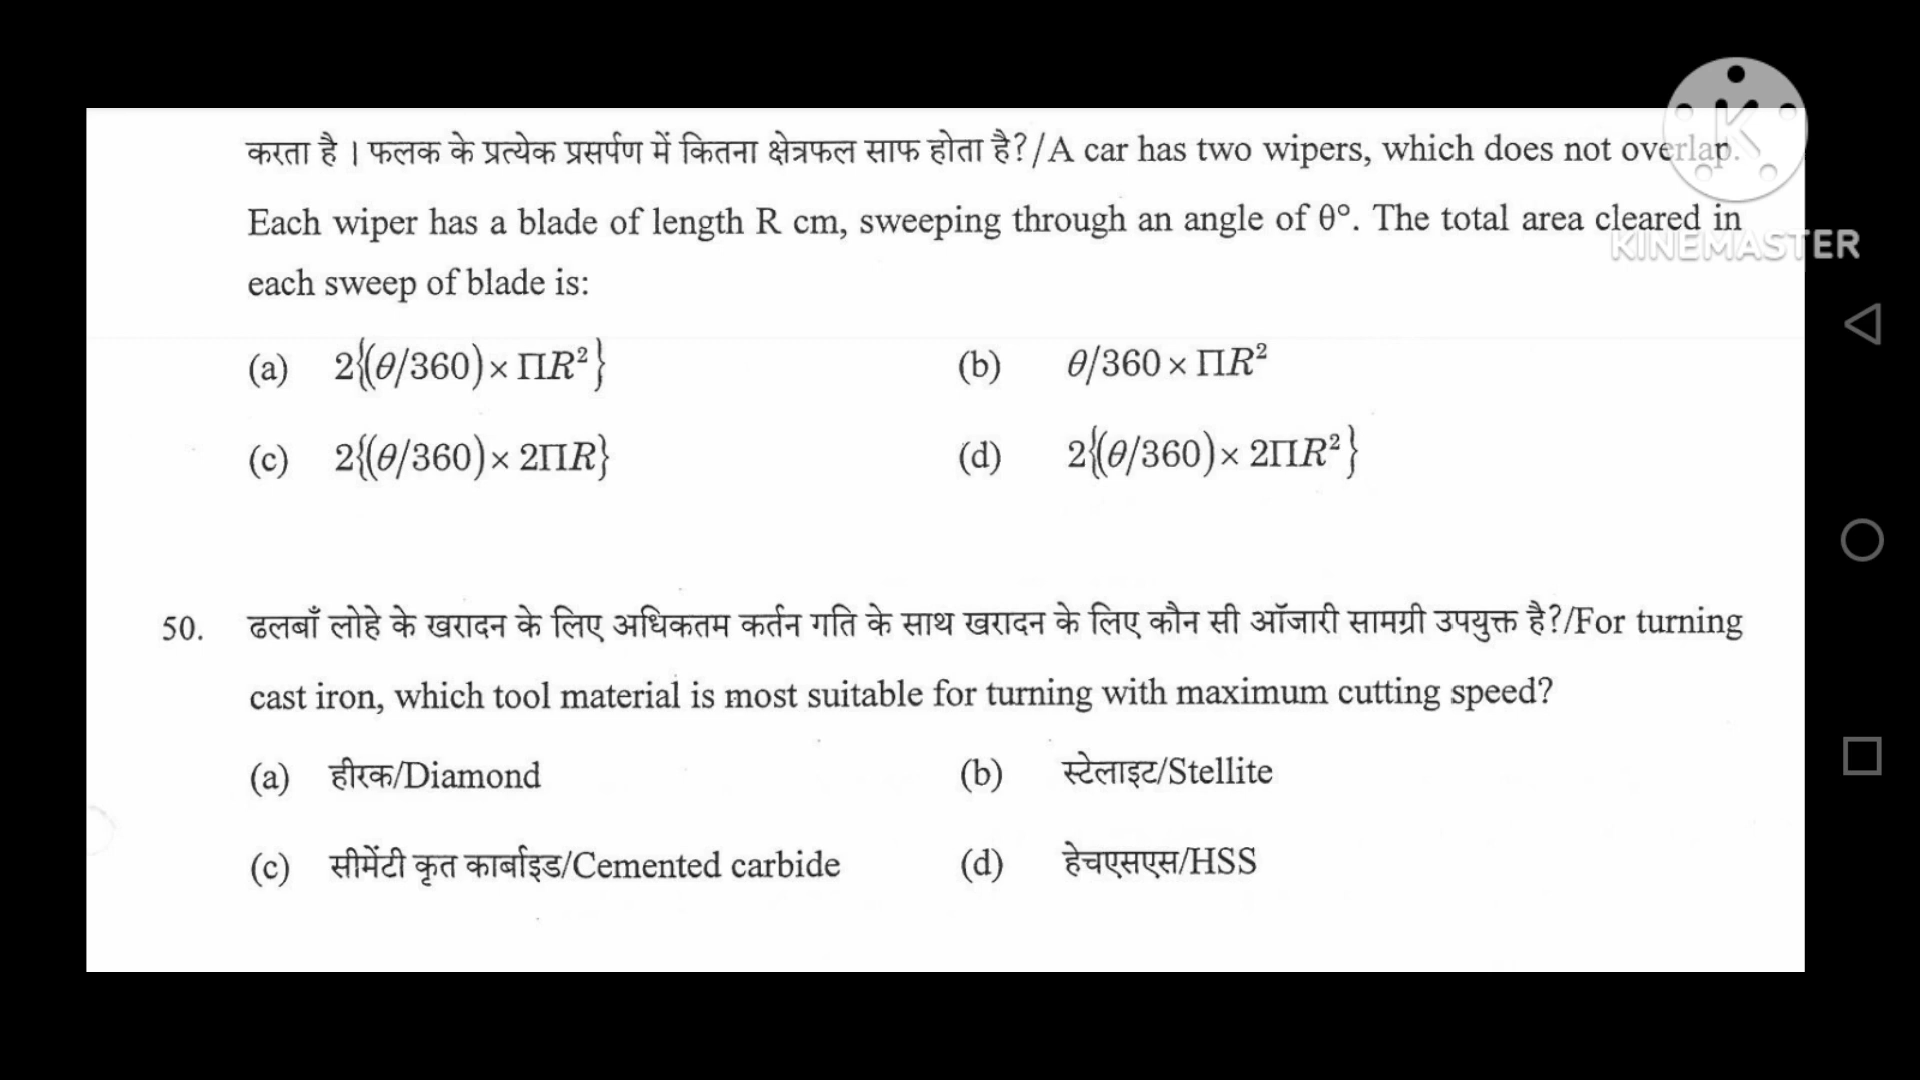 करता है । फलक के प्रत्येक प्रसर्पण में कितना क्षेत्रफल साफ होता है?/A car has two wipers, which does not overlap.
Each wiper has a blade of length R cm, sweeping through an angle of θ°. The total area cleared in
each sweep of blade is:
(a) 2{(θ/360)× ΠR²} (b) θ/360 × ΠR²
(c) 2{(θ/360)× 2ΠR} (d) 2{(θ/360)× 2ΠR²}
50. ढलबाँ लोहे के खरादन के लिए अधिकतम कर्तन गति के साथ खरादन के लिए कौन सी ऑजारी सामग्री उपयुक्त है?/For turning
cast iron, which tool material is most suitable for turning with maximum cutting speed?
(a) हीरक/Diamond (b) स्टेलाइट/Stellite
(c) सीमेंटी कृत कार्बाइड/Cemented carbide (d) हेचएसएस/HSS
K
KINEMASTER